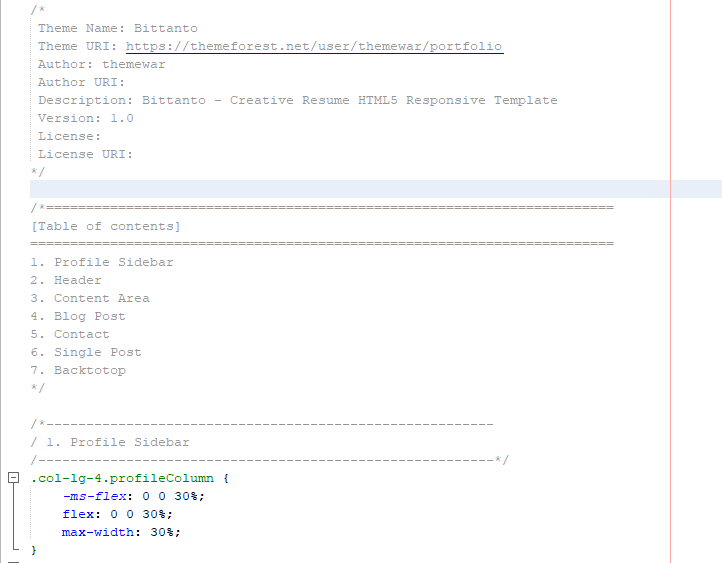 /*
Theme Name: Bittanto
Theme URI: https://themeforest.net/user/themewar/portfolio
Author: themewar
Author URI:
Description: Bittanto - Creative Resume HTML5 Responsive Template
Version: 1.0
License:
License URI:
*/
/*=======================================================================
[Table of contents]
=========================================================================
1. Profile Sidebar
2. Header
3. Content Area
4. Blog Post
5. Contact
6. Single Post
7. Backtotop
*/
/*--------------------------------------------------------
/ 1. Profile Sidebar
/---------------------------------------------------------*/
.col-lg-4.profileColumn {
-ms-flex: 0 0 30%;
flex: 0 0 30%;
max-width: 30%;
}